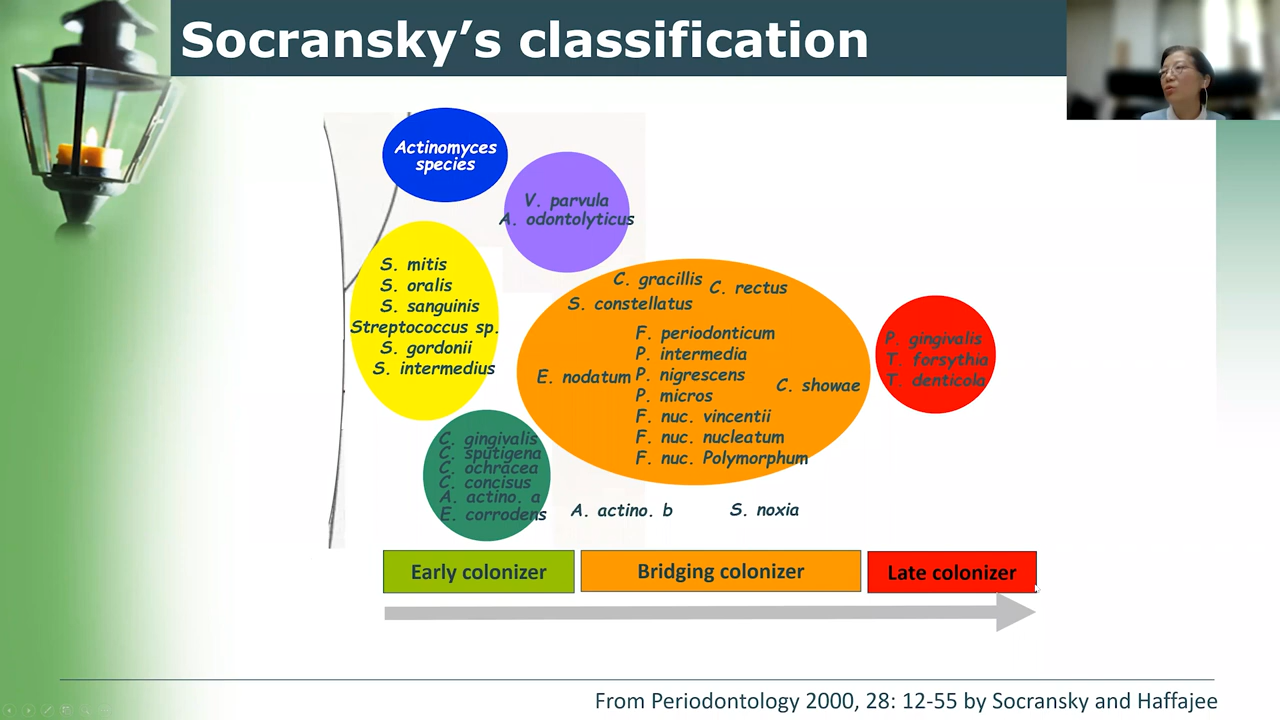 Socransky's classification
Actinomyces
species
V. parvula
A. odontolyticus
S. mitis
S. oralis
S. sanguinis
Streptococcus sp.
S. gordonii
S. intermedius
C. gracillis
C. rectus
S. constellatus
F. periodonticum
P. intermedia
E. nodatum
P. nigrescens
C. showae
P. micros
F. nuc. vincentii
F. nuc. nucleatum
F. nuc. Polymorphum
P. gingivalis
T. forsythia
T. denticola
C. gingivalis
C. sputigena
C. ochracea
C. concisus
A. actino. a
E. corrodens
A. actino. b
S. noxia
Early colonizer
Bridging colonizer
Late colonizer
From Periodontology 2000, 28: 12-55 by Socransky and Haffajee